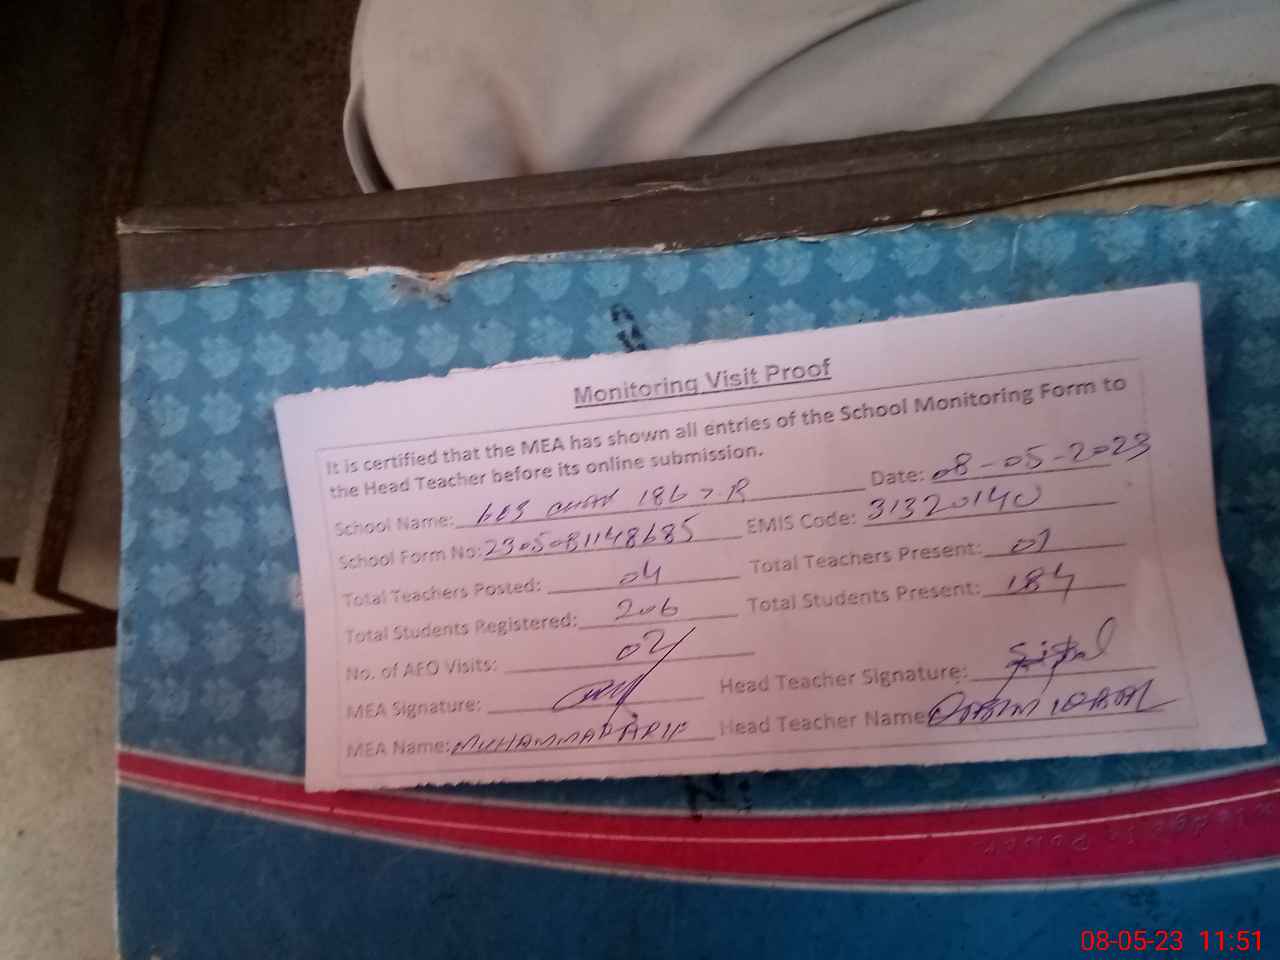 Monitoring Visit Proof
It is certified that the MEA has shown all entries of the School Monitoring Form to
the Head Teacher before its online submission.
School Name: 186 7-R Date: 08-05-2023
School Form No: 2305081148685 EMIS Code: 31320140
Total Teachers Posted: 04 Total Teachers Present:
Total Students Registered: 206 Total Students Present: 184
No. of AEO Visits: 02
MEA Signature: Head Teacher Signature:
MEA Name: MUHAMMAD ARIF Head Teacher Name: IQBAL
08-05-23 11:51